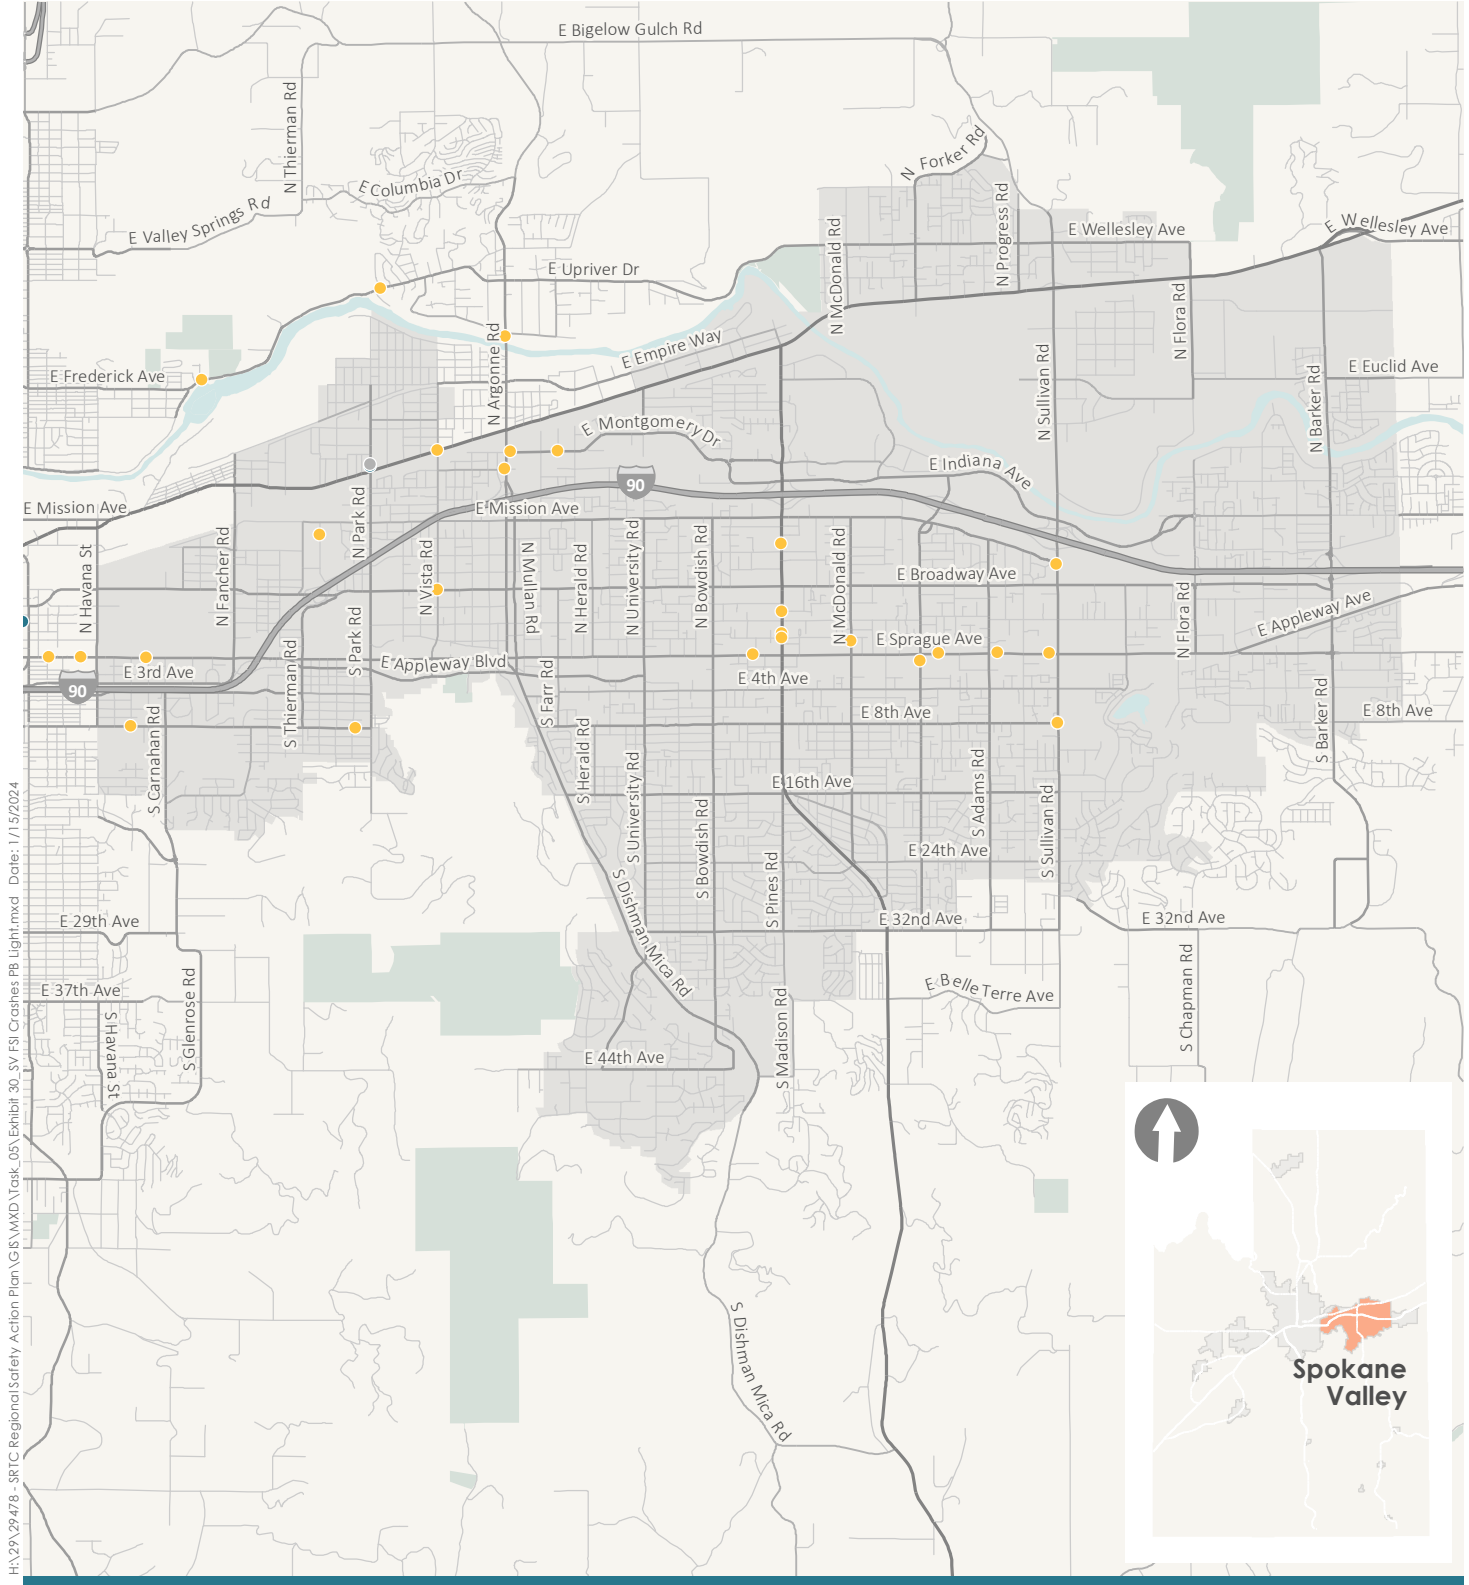 E Bigelow Gulch Rd
N Thierman Rd
N Forker Rd
E Columbia Dr
N Progress Rd
E Valley Springs Rd
N McDonald Rd
E Wellesley Ave
E Wellesley Ave
E Upriver Dr
N Flora Rd
N Argonne Rd
E Empire Way
N Sullivan Rd
E Frederick Ave
E Euclid Ave
N Barker Rd
E Montgomery Dr
E Indiana Ave
90
E Mission Ave
E Mission Ave
N Park Rd
N Havana St
N Fancher Rd
N Vista Rd
N Mullan Rd
N Herald Rd
N University Rd
N Bowdish Rd
N McDonald Rd
E Broadway Ave
N Flora Rd
E Appleway Ave
S Park Rd
E Sprague Ave
E 3rd Ave
E Appleway Blvd
90
S Thierman Rd
S Farr Rd
E 4th Ave
S Carnahan Rd
E 8th Ave
E 8th Ave
S Barker Rd
S Herald Rd
S University Rd
E 16th Ave
S Adams Rd
S Bowdish Rd
S Sullivan Rd
E 24th Ave
S Pines Rd
S Dishman Mica Rd
E 29th Ave
E 32nd Ave
E 32nd Ave
E 37th Ave
S Havana St
S Glenrose Rd
E Belle Terre Ave
S Chapman Rd
S Madison Rd
E 44th Ave
S Dishman Mica Rd
Spokane
Valley
H:\29\29478 - SRTC Regional Safety Action Plan\GIS\MXD\Task_05\Exhibit 30_SV FSI Crashes PB Light.mxd Date: 1/15/2024